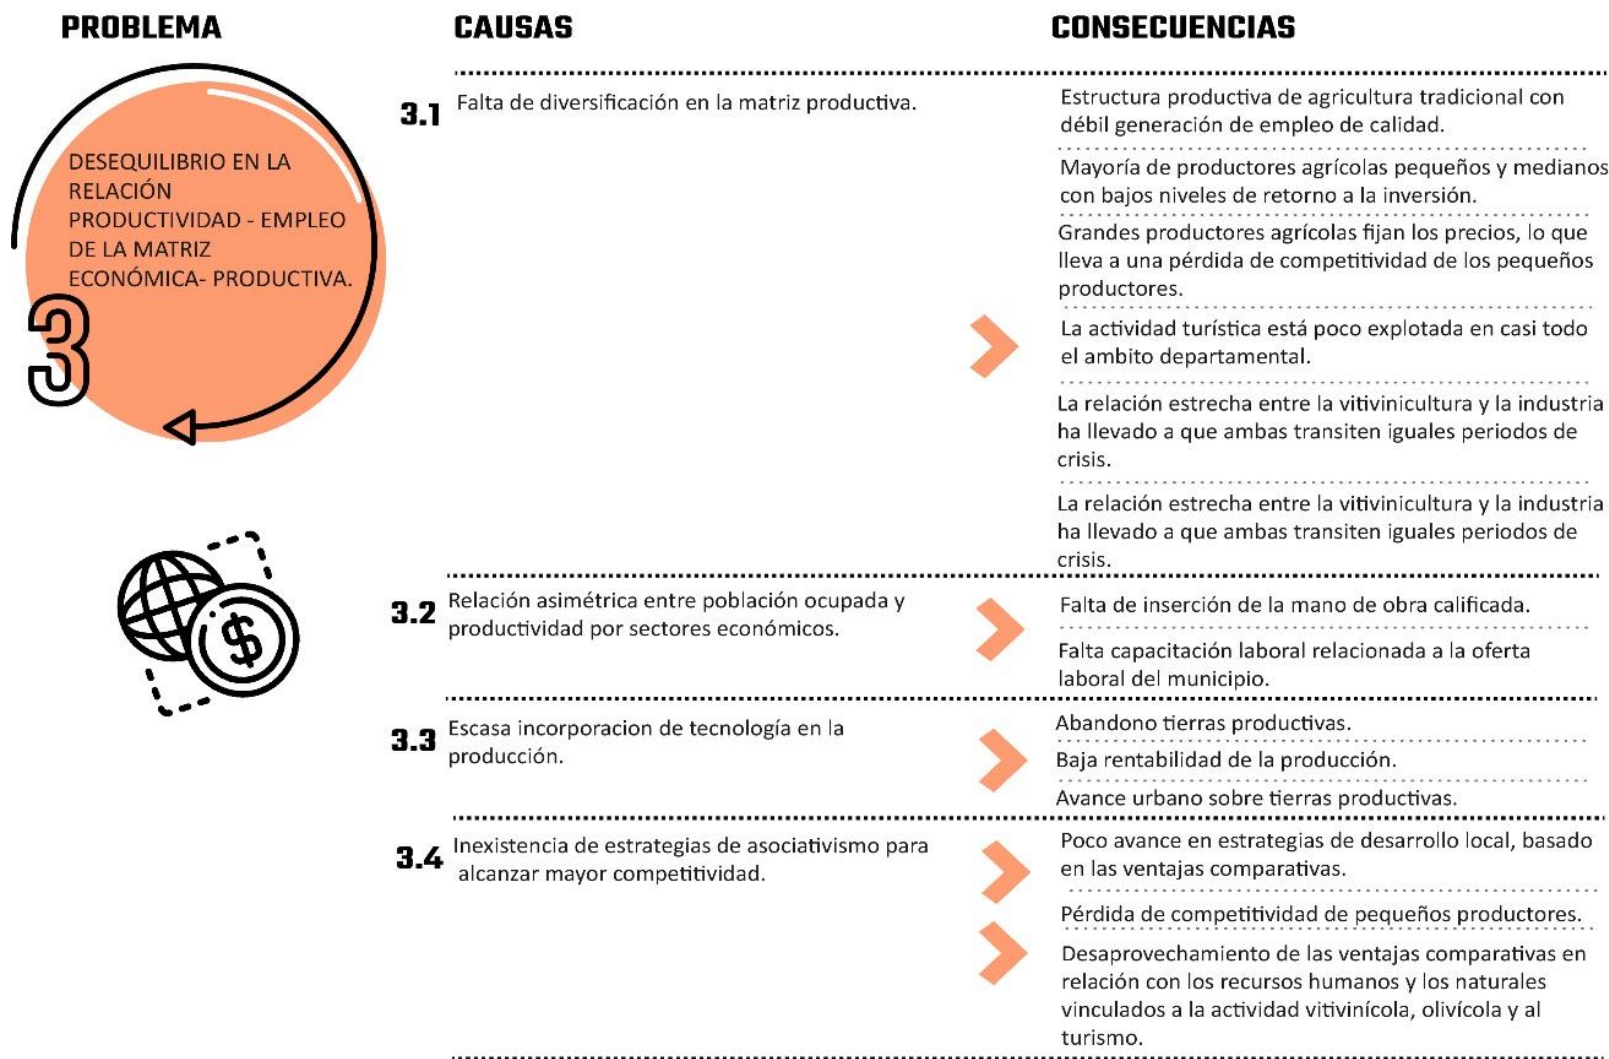 PROBLEMA
CAUSAS
CONSECUENCIAS
DESEQUILIBRIO EN LA
RELACIÓN
PRODUCTIVIDAD - EMPLEO
DE LA MATRIZ
ECONÓMICA- PRODUCTIVA.
3
3.1
Falta de diversificación en la matriz productiva.
Estructura productiva de agricultura tradicional con
débil generación de empleo de calidad.
Mayoría de productores agrícolas pequeños y medianos
con bajos niveles de retorno a la inversión.
Grandes productores agrícolas fijan los precios, lo que
lleva a una pérdida de competitividad de los pequeños
productores.
La actividad turística está poco explotada en casi todo
el ambito departamental.
La relación estrecha entre la vitivinicultura y la industria
ha llevado a que ambas transiten iguales periodos de
crisis.
La relación estrecha entre la vitivinicultura y la industria
ha llevado a que ambas transiten iguales periodos de
crisis.
3.2
Relación asimétrica entre población ocupada y
productividad por sectores económicos.
Falta de inserción de la mano de obra calificada.
Falta capacitación laboral relacionada a la oferta
laboral del municipio.
3.3
Escasa incorporacion de tecnología en la
producción.
Abandono tierras productivas.
Baja rentabilidad de la producción.
Avance urbano sobre tierras productivas.
3.4
Inexistencia de estrategias de asociativismo para
alcanzar mayor competitividad.
Poco avance en estrategias de desarrollo local, basado
en las ventajas comparativas.
Pérdida de competitividad de pequeños productores.
Desaprovechamiento de las ventajas comparativas en
relación con los recursos humanos y los naturales
vinculados a la actividad vitivinícola, olivícola y al
turismo.
$